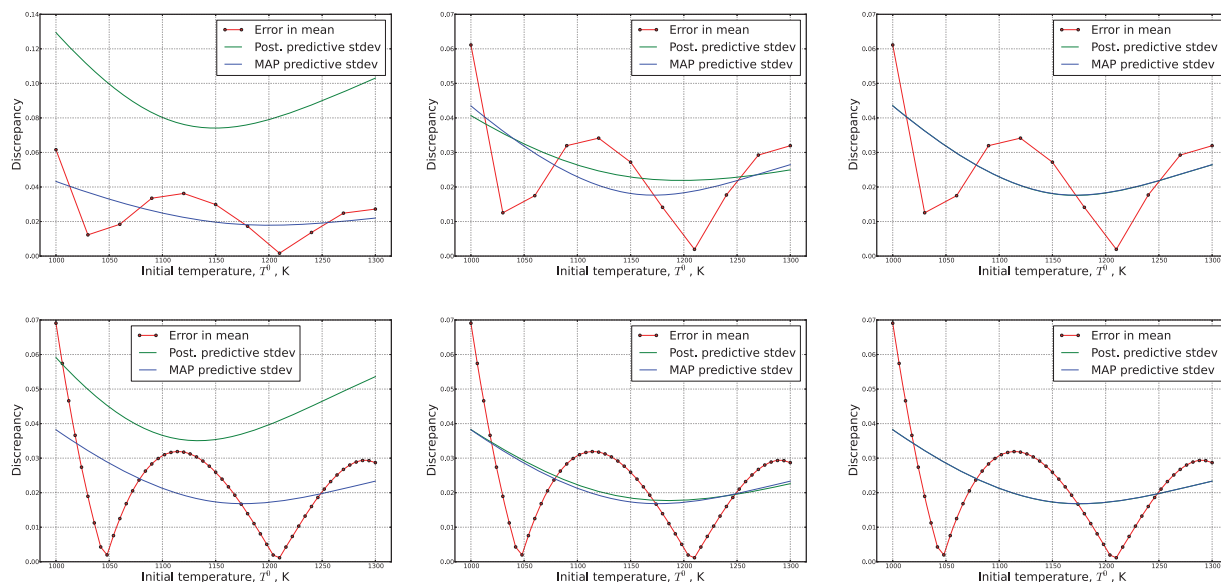 0.14
0.12
0.10
0.08
0.06
0.04
0.02
0.00
Discrepancy
Error in mean
Post. predictive stdev
MAP predictive stdev
1000 1050 1100 1150 1200 1250 1300
Initial temperature, T⁰ , K
0.07
0.06
0.05
0.04
0.03
0.02
0.01
0.00
Discrepancy
Error in mean
Post. predictive stdev
MAP predictive stdev
1000 1050 1100 1150 1200 1250 1300
Initial temperature, T⁰ , K
0.07
0.06
0.05
0.04
0.03
0.02
0.01
0.00
Discrepancy
Error in mean
Post. predictive stdev
MAP predictive stdev
1000 1050 1100 1150 1200 1250 1300
Initial temperature, T⁰ , K
0.07
0.06
0.05
0.04
0.03
0.02
0.01
0.00
Discrepancy
Error in mean
Post. predictive stdev
MAP predictive stdev
1000 1050 1100 1150 1200 1250 1300
Initial temperature, T⁰ , K
0.07
0.06
0.05
0.04
0.03
0.02
0.01
0.00
Discrepancy
Error in mean
Post. predictive stdev
MAP predictive stdev
1000 1050 1100 1150 1200 1250 1300
Initial temperature, T⁰ , K
0.07
0.06
0.05
0.04
0.03
0.02
0.01
0.00
Discrepancy
Error in mean
Post. predictive stdev
MAP predictive stdev
1000 1050 1100 1150 1200 1250 1300
Initial temperature, T⁰ , K